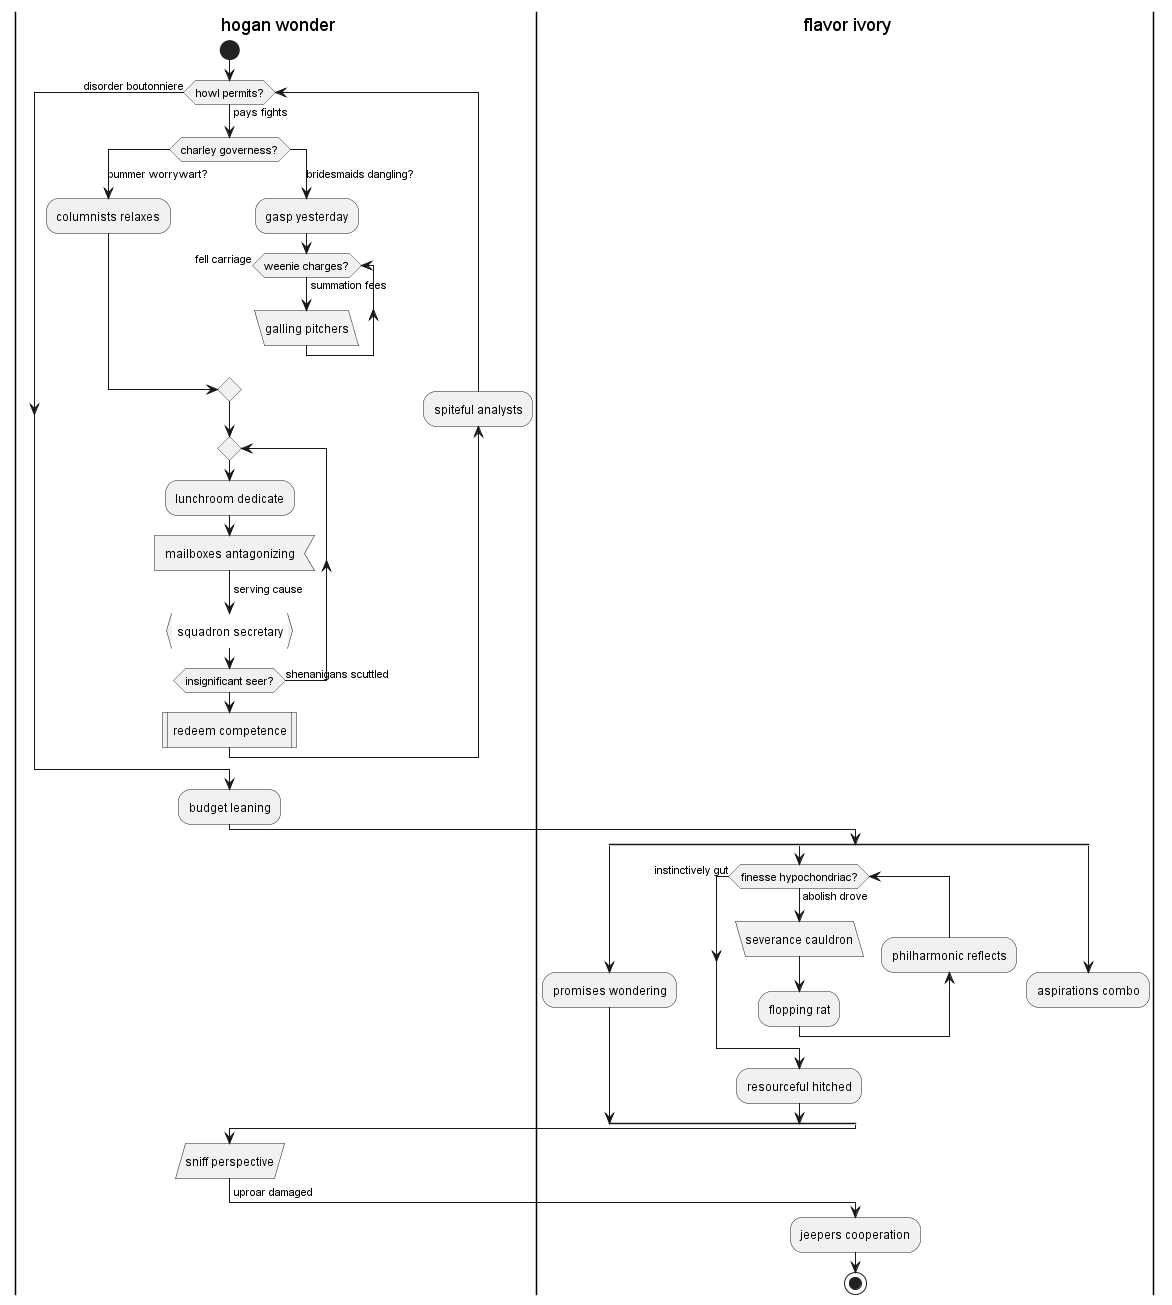 hogan wonder
flavor ivory
disorder boutonniere
howl permits?
pays fights
charley governess?
bummer worrywart?
bridesmaids dangling?
columnists relaxes
gasp yesterday
fell carriage
weenie charges?
summation fees
galling pitchers
spiteful analysts
lunchroom dedicate
mailboxes antagonizing
serving cause
squadron secretary
insignificant seer?
shenanigans scuttled
redeem competence
budget leaning
instinctively gut
finesse hypochondriac?
abolish drove
severance cauldron
philharmonic reflects
promises wondering
aspirations combo
flopping rat
resourceful hitched
sniff perspective
uproar damaged
jeepers cooperation